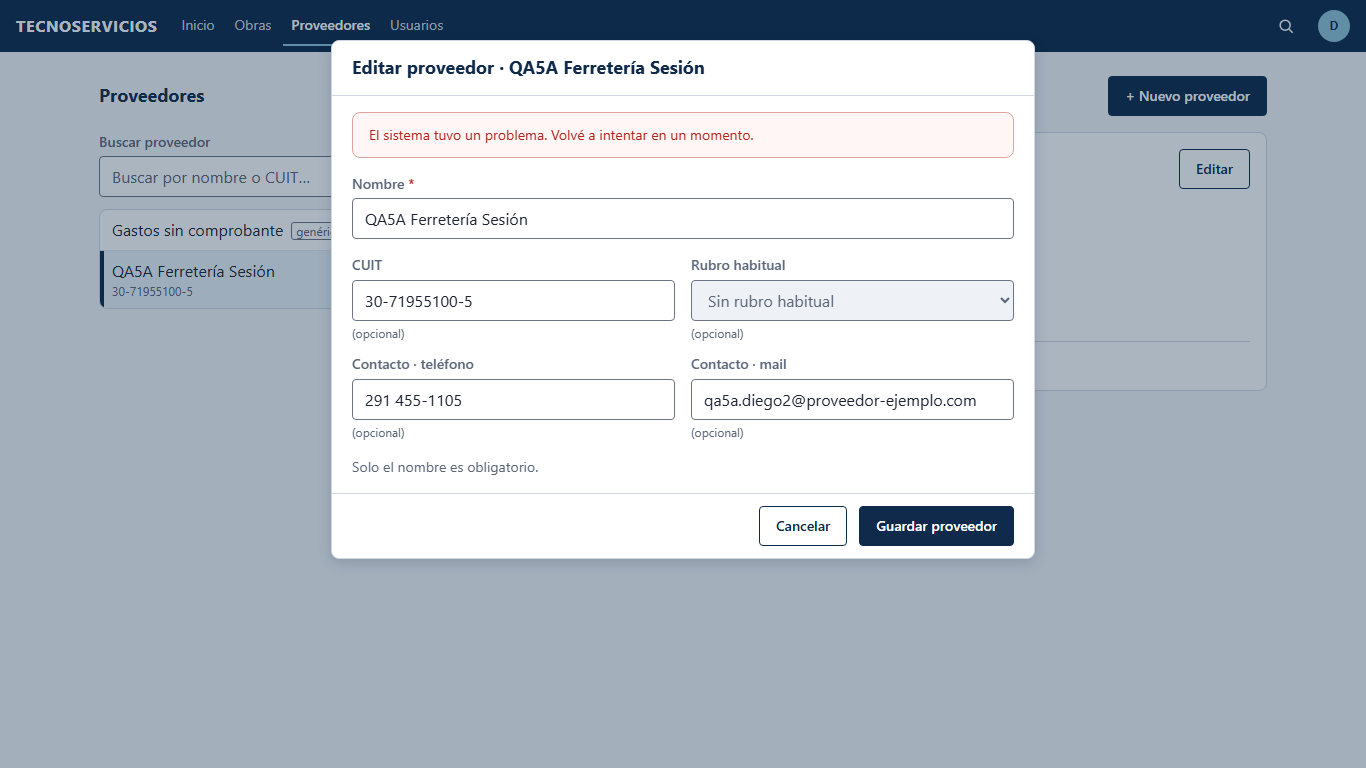 TECNOSERVICIOS Inicio Obras Proveedores Usuarios D
Editar proveedor · QA5A Ferretería Sesión
Proveedores
+ Nuevo proveedor
El sistema tuvo un problema. Volvé a intentar en un momento.
Buscar proveedor
Buscar por nombre o CUIT...
Editar
Nombre *
QA5A Ferretería Sesión
Gastos sin comprobante
QA5A Ferretería Sesión
30-71955100-5
CUIT
30-71955100-5
(opcional)
Rubro habitual
Sin rubro habitual
(opcional)
Contacto · teléfono
291 455-1105
(opcional)
Contacto · mail
qa5a.diego2@proveedor-ejemplo.com
(opcional)
Solo el nombre es obligatorio.
Cancelar
Guardar proveedor